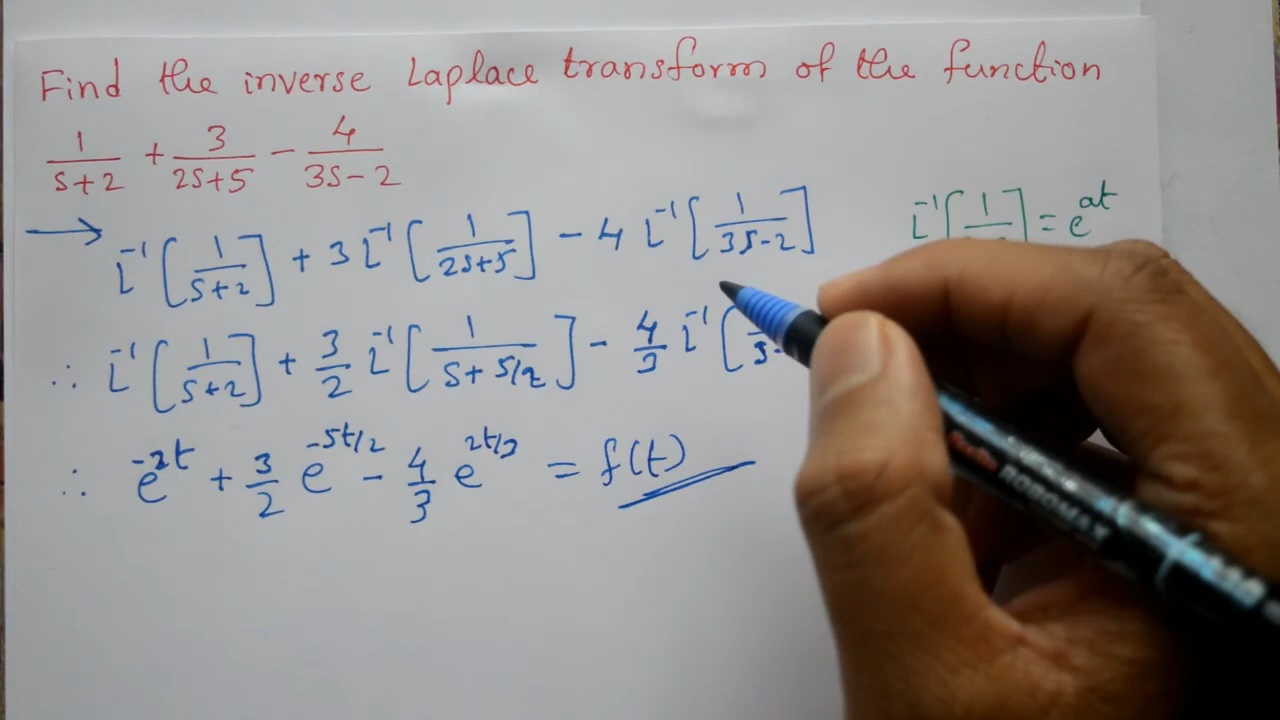 Find the inverse Laplace transform of the function
1/(s+2) + 3/(2s+5) - 4/(3s-2)
→ L⁻¹[1/(s+2)] + 3 L⁻¹[1/(2s+5)] - 4 L⁻¹[1/(3s-2)]
L⁻¹[1/ ] = e^at
∴ L⁻¹[1/(s+2)] + 3/2 L⁻¹[1/(s+5/2)] - 4/3 L⁻¹[ /s-
∴ e^-2t + 3/2 e^-5t/2 - 4/3 e^2t/3 = f(t)
ROBOMAX